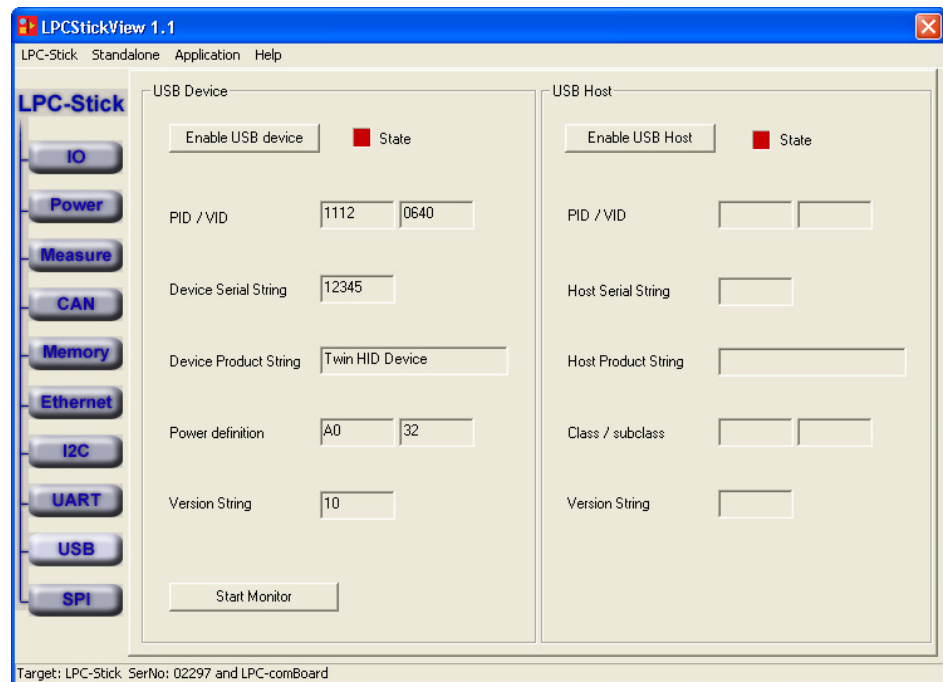 LPCStickView 1.1
LPC-Stick Standalone Application Help
LPC-Stick
IO
Power
Measure
CAN
Memory
Ethernet
I2C
UART
USB
SPI
USB Device
Enable USB device
State
PID / VID
1112
0640
Device Serial String
12345
Device Product String
Twin HID Device
Power definition
A0
32
Version String
10
Start Monitor
USB Host
Enable USB Host
State
PID / VID
Host Serial String
Host Product String
Class / subclass
Version String
Target: LPC-Stick SerNo: 02297 and LPC-comBoard